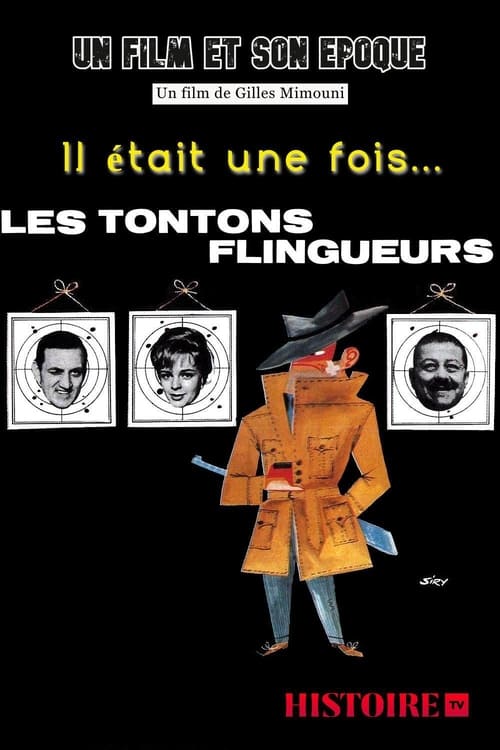 UN FILM ET SON EPOQUE
Un film de Gilles Mimouni
Il était une fois...
LES TONTONS
FLINGUEURS
SIRY
HISTOIRE TV